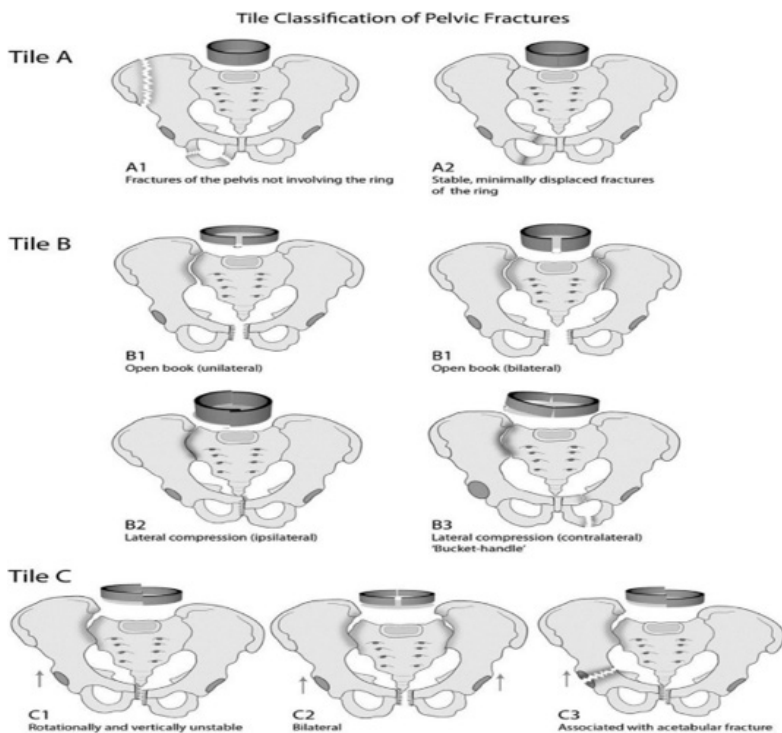 Tile Classification of Pelvic Fractures
Tile A
A1
Fractures of the pelvis not involving the ring
A2
Stable, minimally displaced fractures
of the ring
Tile B
B1
Open book (unilateral)
B1
Open book (bilateral)
B2
Lateral compression (ipsilateral)
B3
Lateral compression (contralateral)
'Bucket-handle'
Tile C
C1
Rotationally and vertically unstable
C2
Bilateral
C3
Associated with acetabular fracture